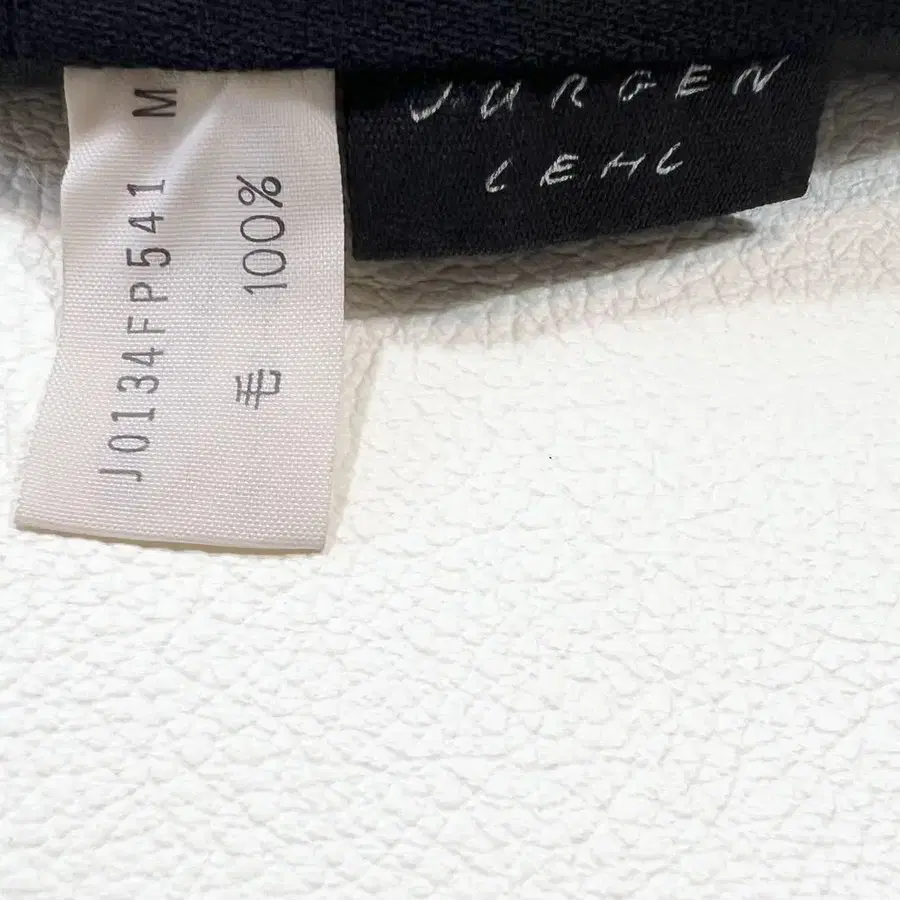 J0134FP541 M
毛 100%
JURGEN
LEHL